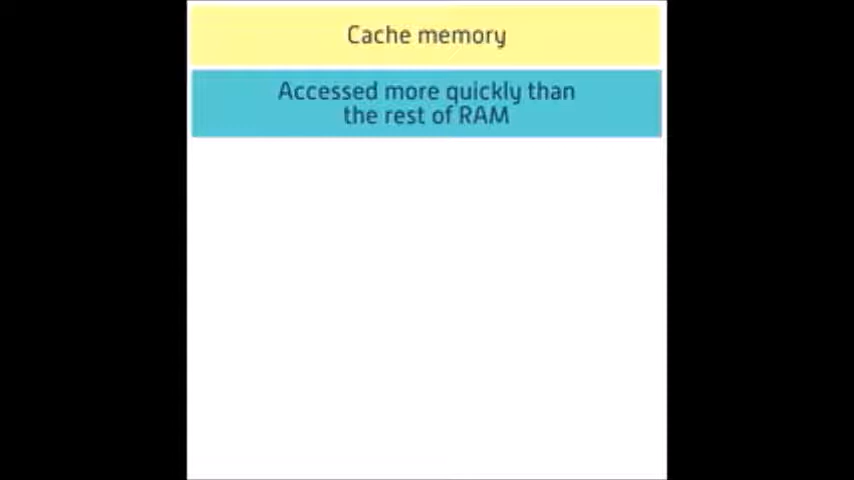 Cache memory
Accessed more quickly than
the rest of RAM